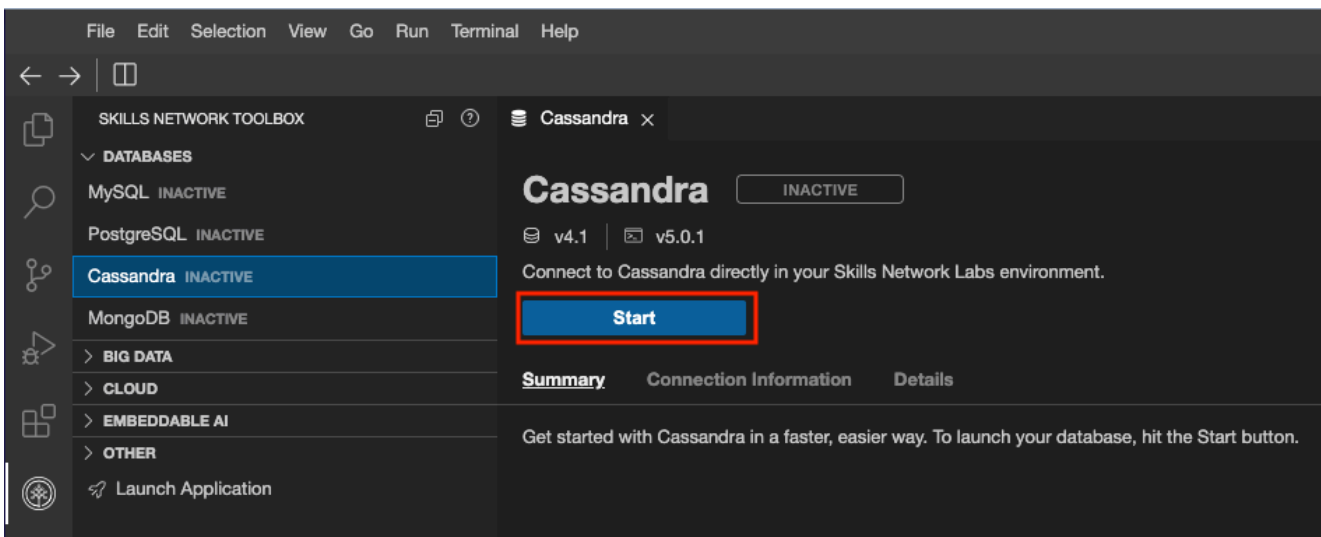 File Edit Selection View Go Run Terminal Help
SKILLS NETWORK TOOLBOX
DATABASES
MySQL INACTIVE
PostgreSQL INACTIVE
Cassandra INACTIVE
MongoDB INACTIVE
BIG DATA
CLOUD
EMBEDDABLE AI
OTHER
Launch Application
Cassandra
Cassandra INACTIVE
v4.1 v5.0.1
Connect to Cassandra directly in your Skills Network Labs environment.
Start
Summary Connection Information Details
Get started with Cassandra in a faster, easier way. To launch your database, hit the Start button.